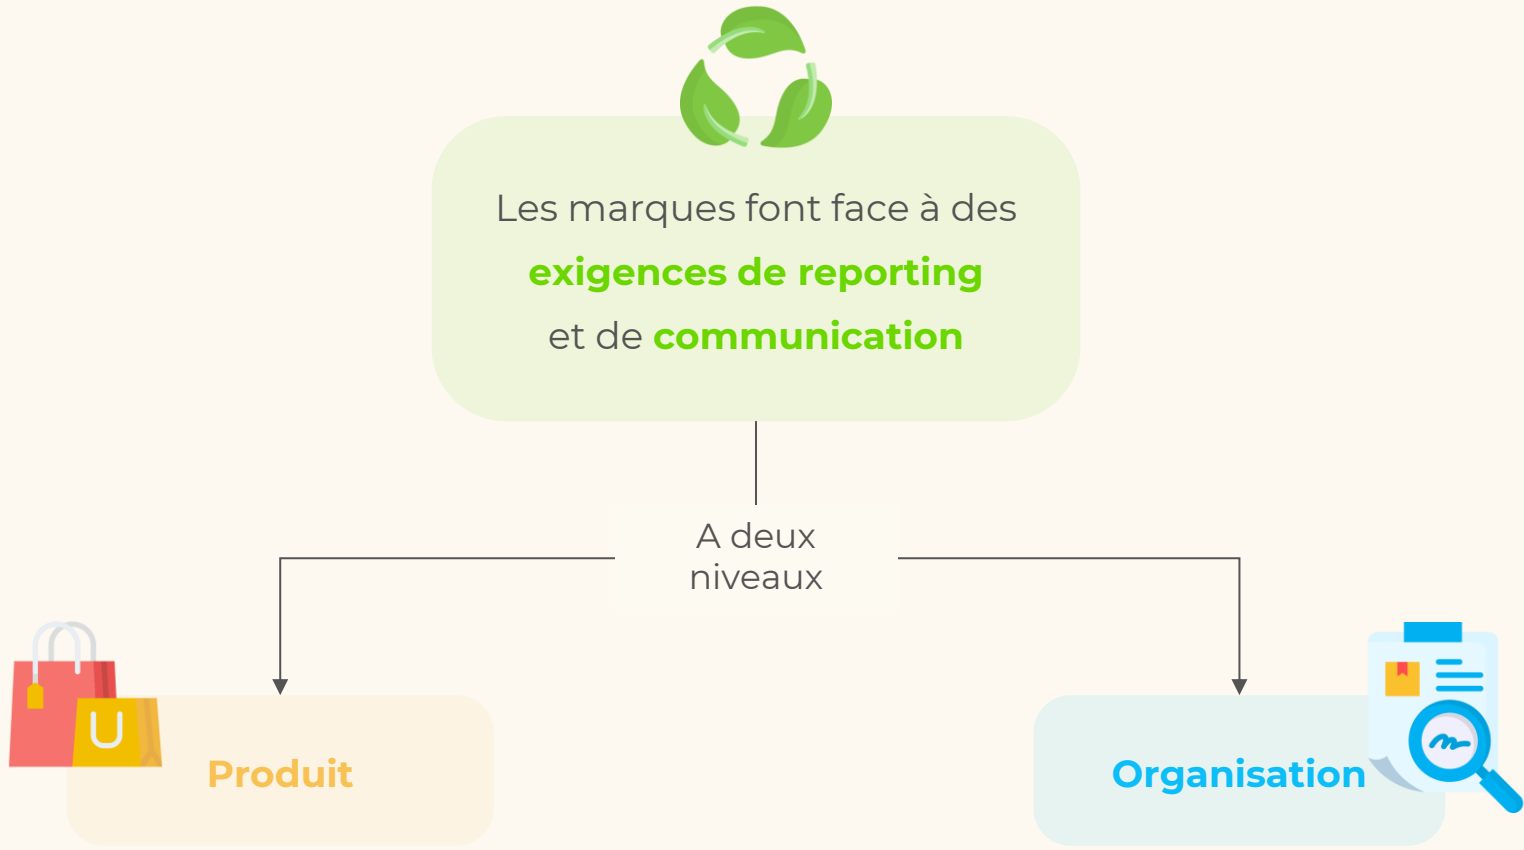 Les marques font face à des
exigences de reporting
et de communication
A deux
niveaux
Produit
Organisation